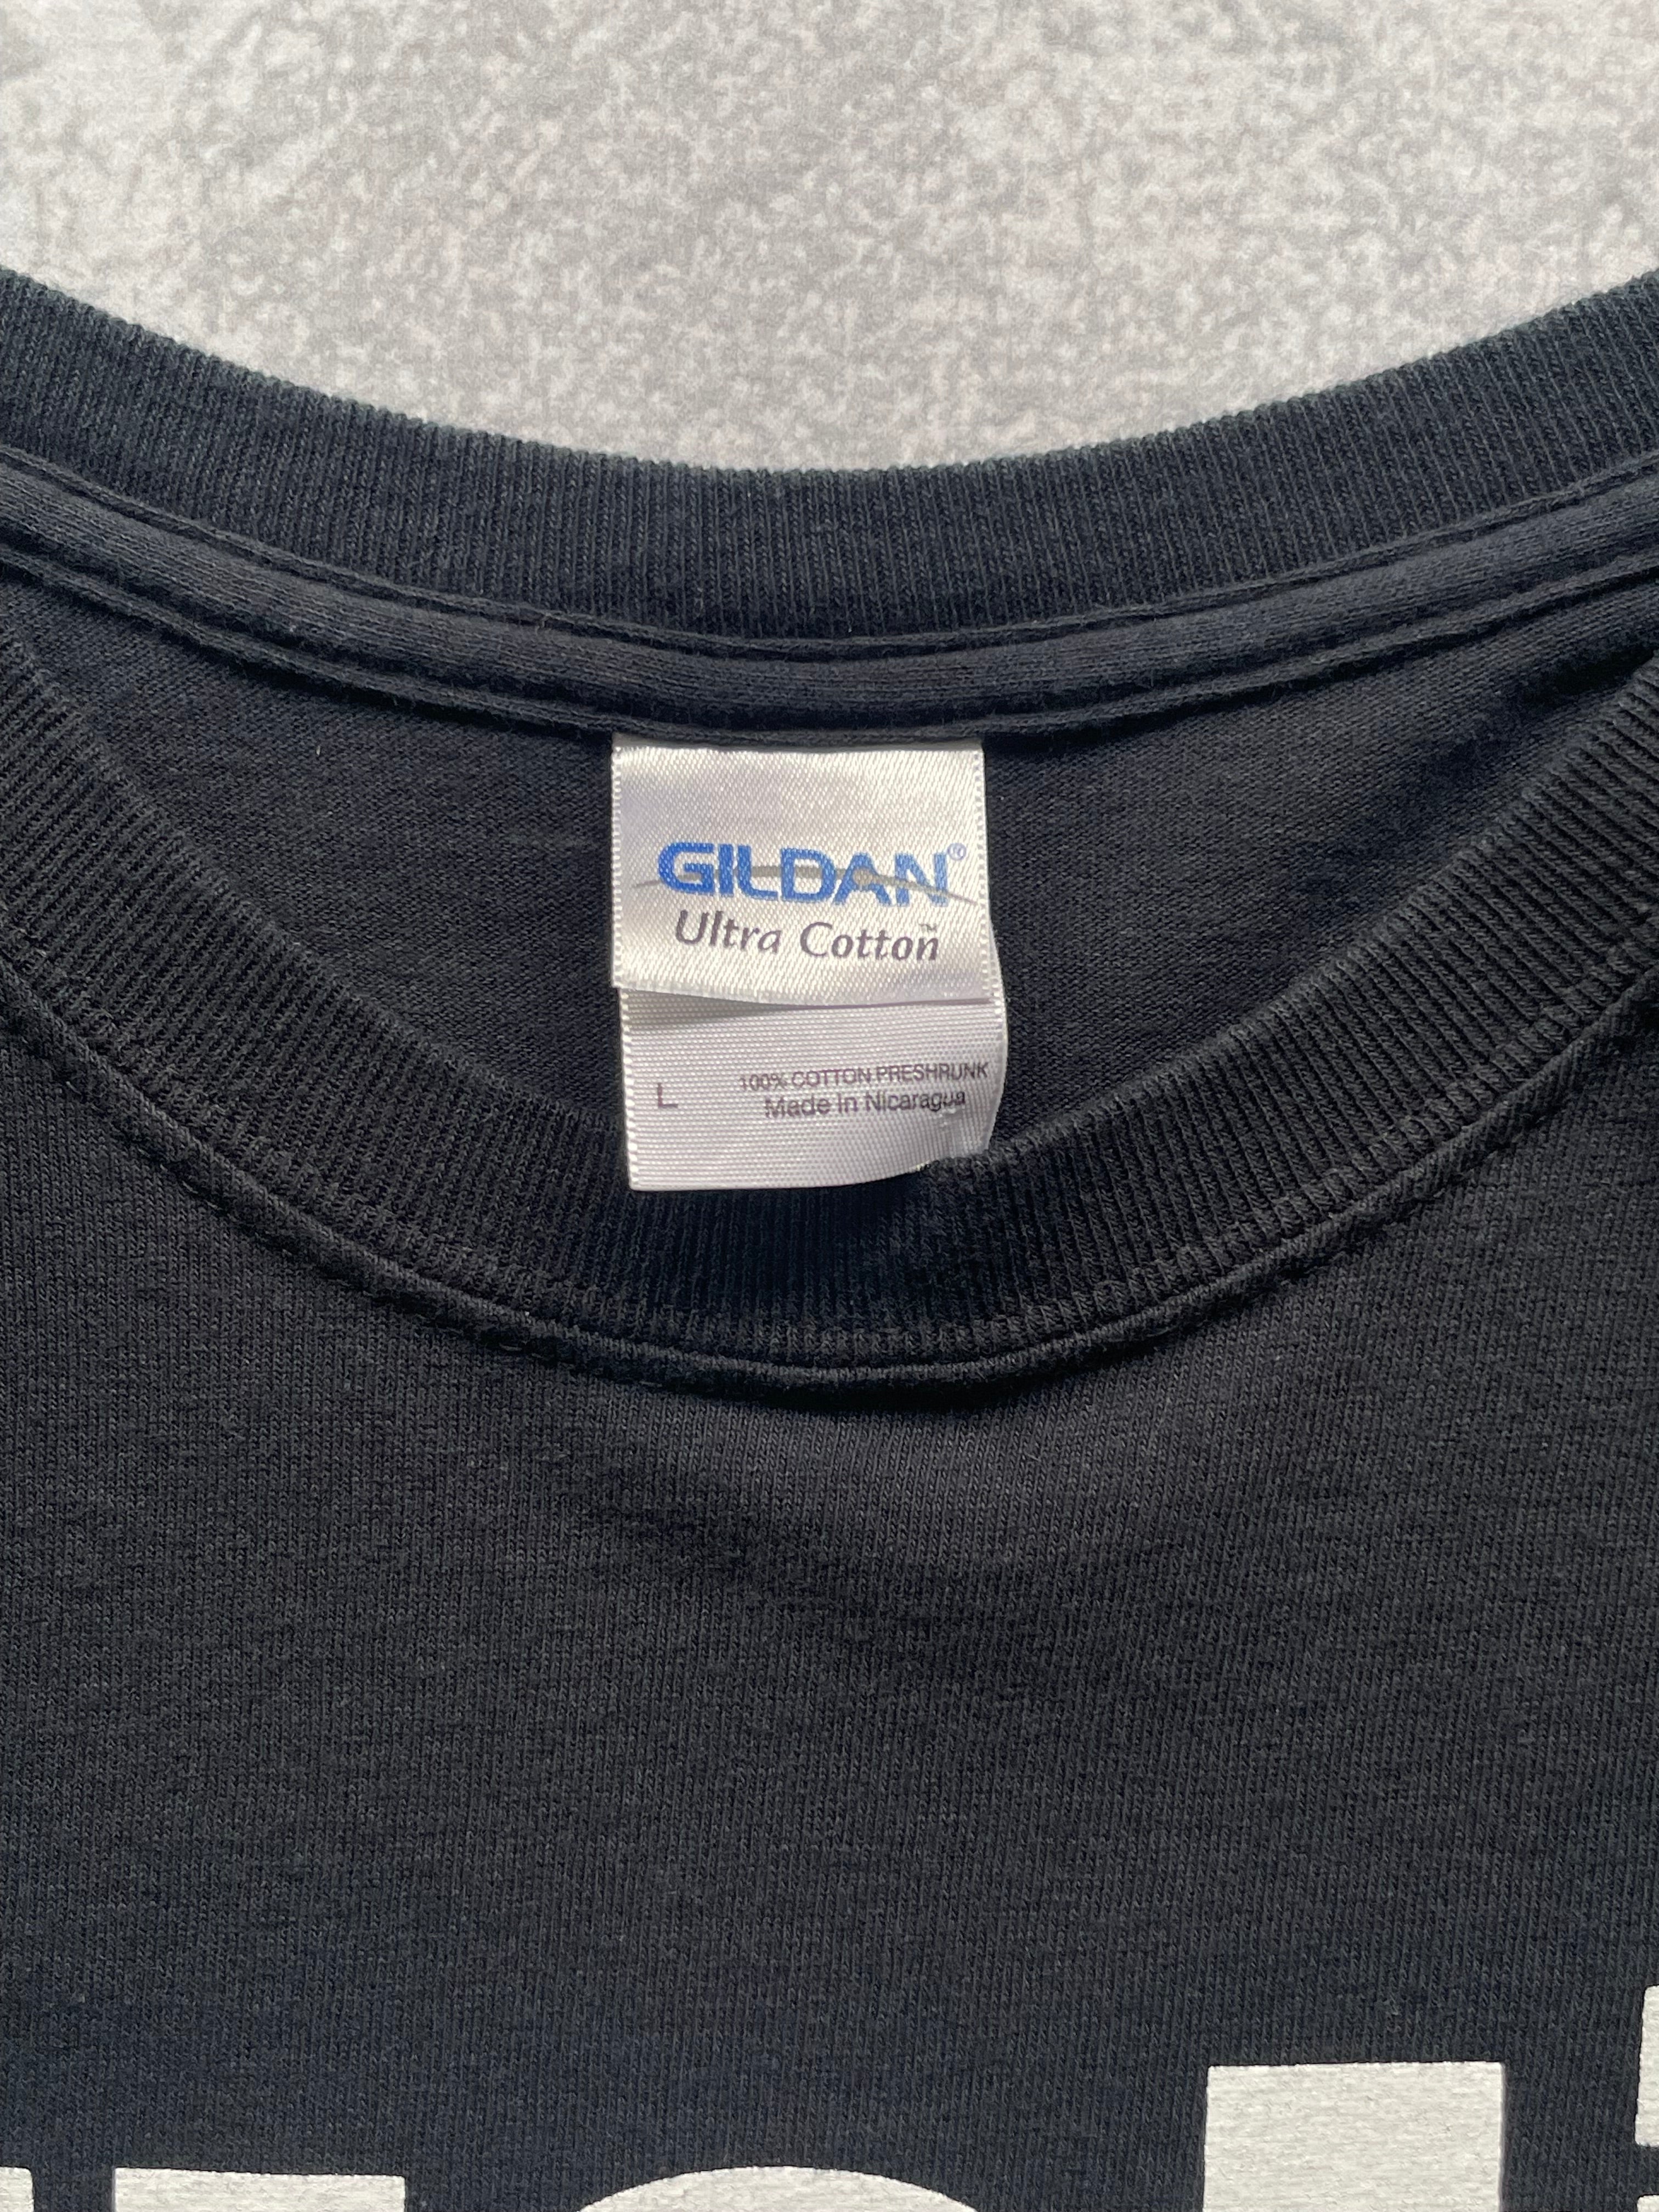 GILDAN®
Ultra Cotton™
L 100% COTTON PRESHRUNK
Made In Nicaragua